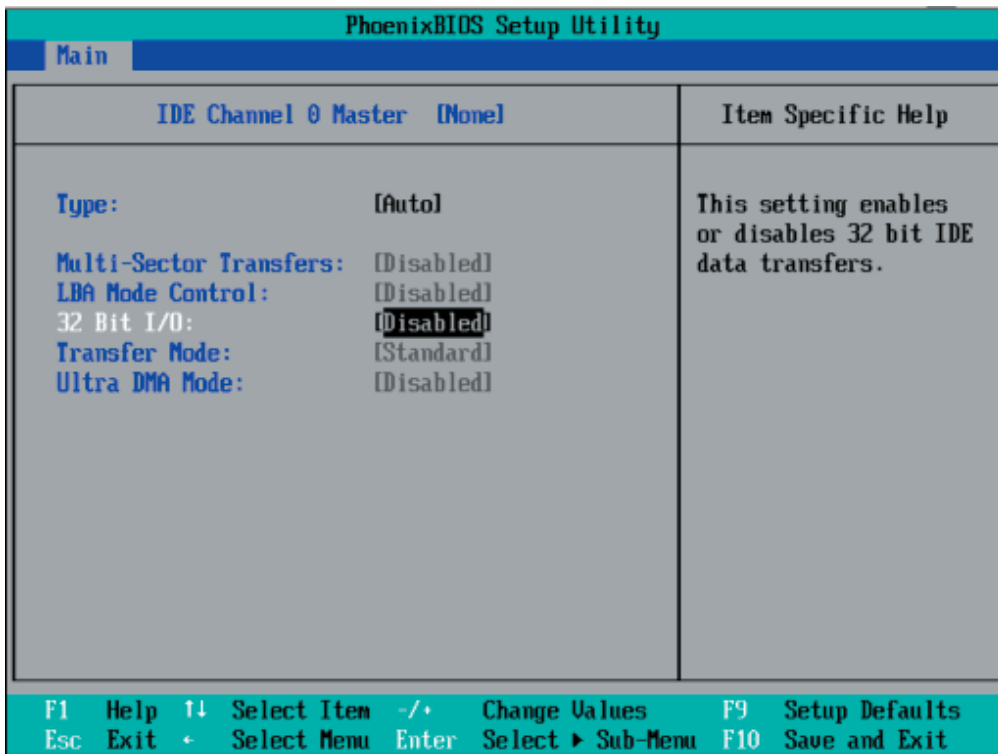 PhoenixBIOS Setup Utility
Main
IDE Channel 0 Master [None]
Item Specific Help
Type: [Auto]
Multi-Sector Transfers: [Disabled]
LBA Mode Control: [Disabled]
32 Bit I/O: [Disabled]
Transfer Mode: [Standard]
Ultra DMA Mode: [Disabled]
This setting enables
or disables 32 bit IDE
data transfers.
F1 Help ↑↓ Select Item -/+ Change Values F9 Setup Defaults
Esc Exit ← Select Menu Enter Select ▶ Sub-Menu F10 Save and Exit